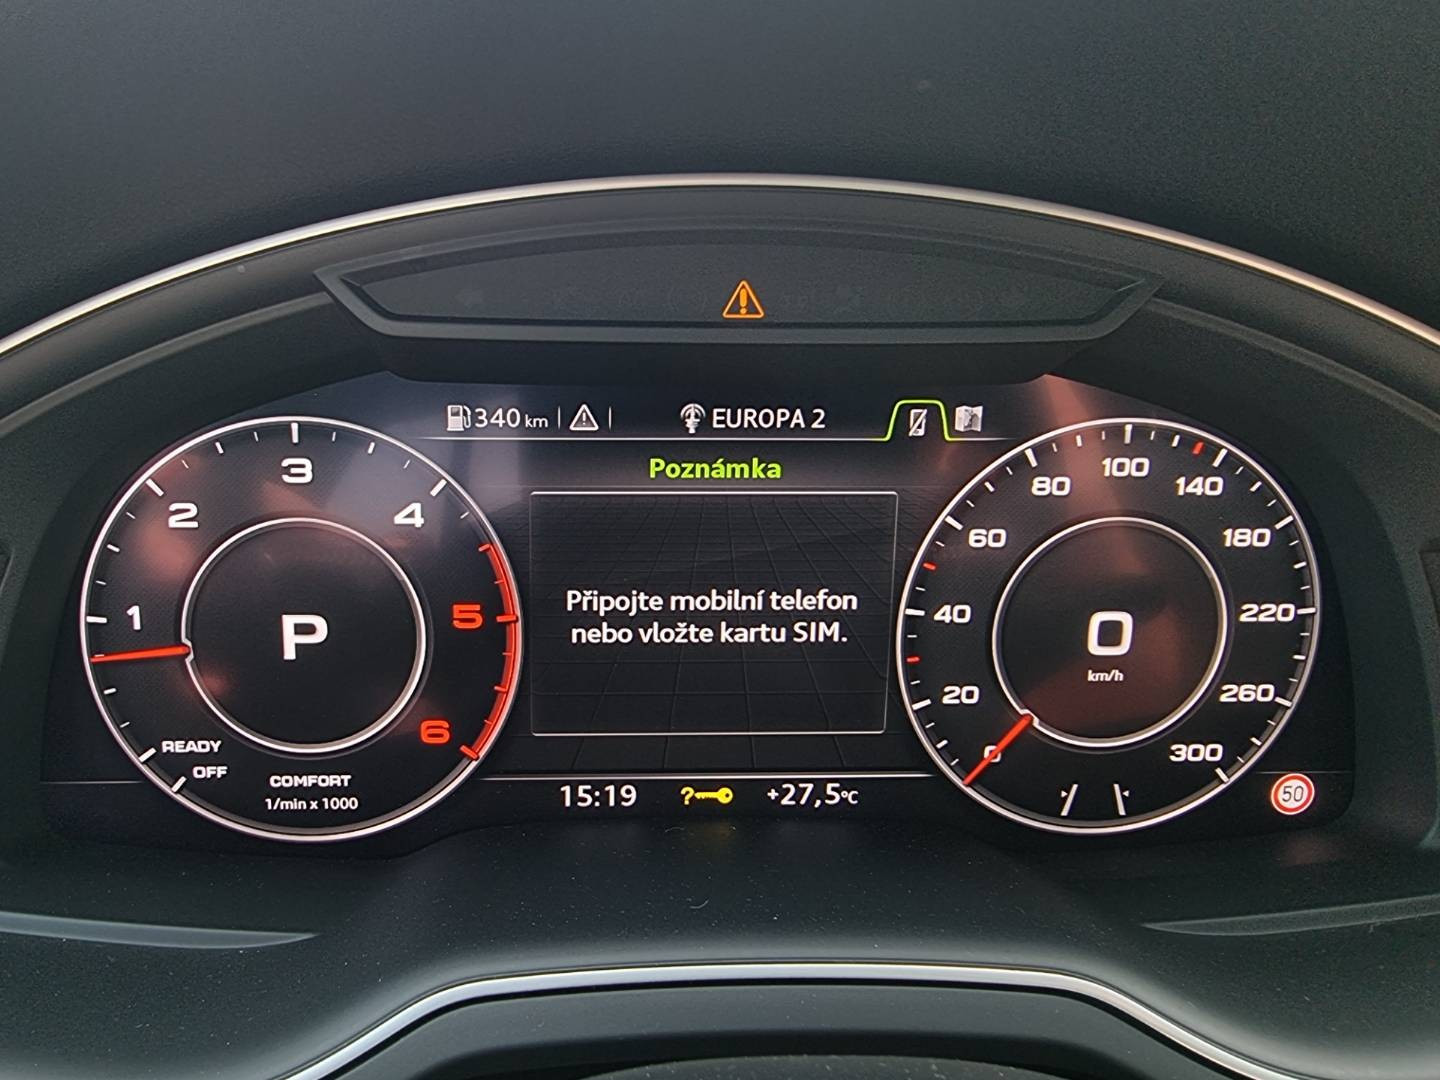 340 km
EUROPA 2
Poznámka
Připojte mobilní telefon
nebo vložte kartu SIM.
15:19
?
+27,5°C
1
2
3
4
5
6
P
READY
OFF
COMFORT
1/min x 1000
0
20
40
60
80
100
140
180
220
260
300
0
km/h
50